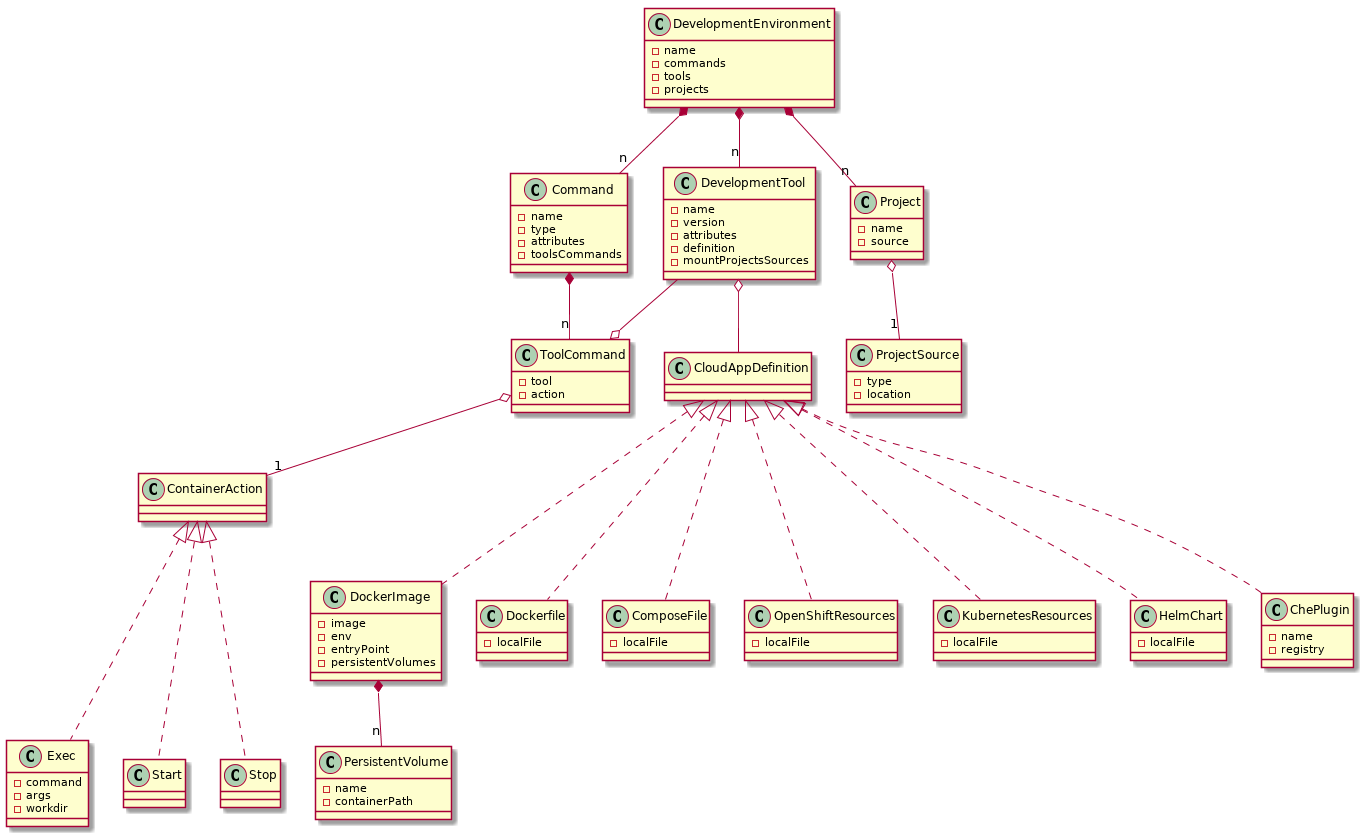 C DevelopmentEnvironment
name
commands
tools
projects
n
n
n
C Command
name
type
attributes
toolsCommands
C DevelopmentTool
name
version
attributes
definition
mountProjectsSources
C Project
name
source
n
1
C ToolCommand
tool
action
C CloudAppDefinition
C ProjectSource
type
location
1
C ContainerAction
C DockerImage
image
env
entryPoint
persistentVolumes
C Dockerfile
localFile
C ComposeFile
localFile
C OpenShiftResources
localFile
C KubernetesResources
localFile
C HelmChart
localFile
C ChePlugin
name
registry
n
C Exec
command
args
workdir
C Start
C Stop
C PersistentVolume
name
containerPath